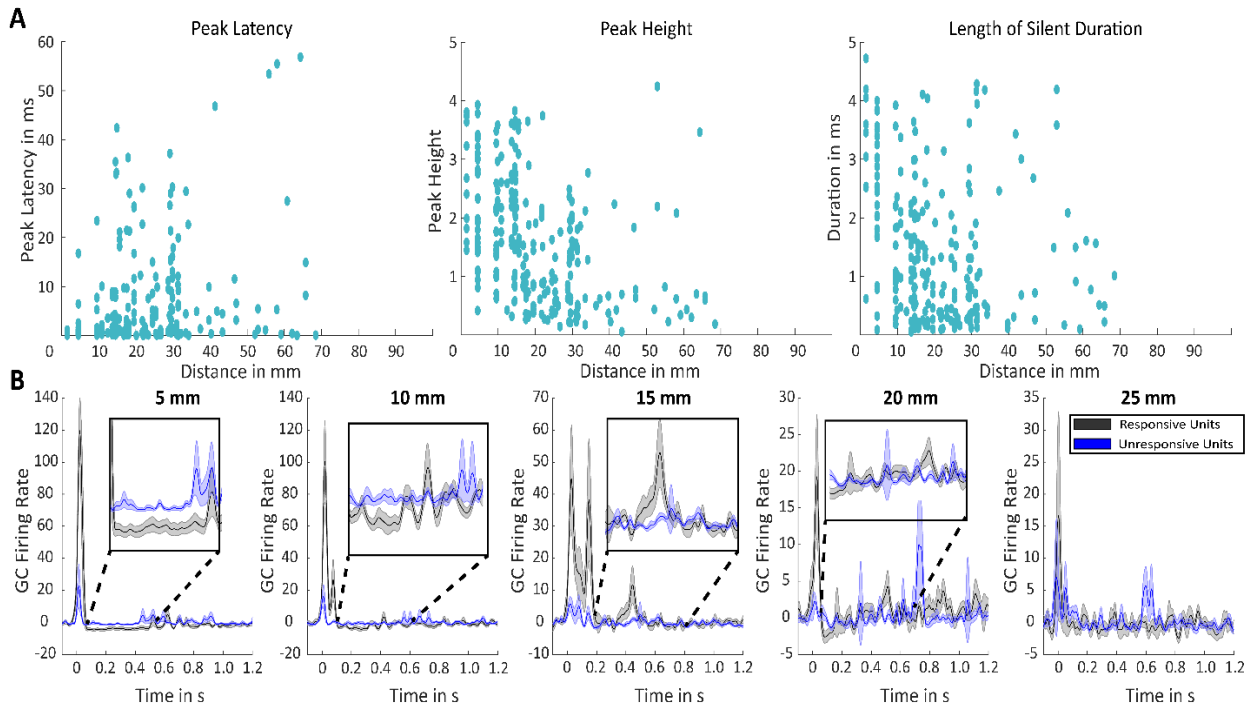 A
Peak Latency
Peak Height
Length of Silent Duration
60
50
40
30
20
10
0
Peak Latency in ms
10 20 30 40 50 60 70 80 90
Distance in mm
5
4
3
2
1
0
Peak Height
10 20 30 40 50 60 70 80 90
Distance in mm
5
4
3
2
1
0
Duration in ms
10 20 30 40 50 60 70 80 90
Distance in mm
B
5 mm
140
120
100
80
60
40
20
0
-20
GC Firing Rate
0 0.2 0.4 0.6 0.8 1.0 1.2
Time in s
10 mm
140
120
100
80
60
40
20
0
-20
GC Firing Rate
0 0.2 0.4 0.6 0.8 1.0 1.2
Time in s
15 mm
70
60
50
40
30
20
10
0
-10
GC Firing Rate
0 0.2 0.4 0.6 0.8 1.0 1.2
Time in s
20 mm
30
25
20
15
10
5
0
-5
GC Firing Rate
0 0.2 0.4 0.6 0.8 1.0 1.2
Time in s
25 mm
35
30
25
20
15
10
5
0
-5
GC Firing Rate
0 0.2 0.4 0.6 0.8 1.0 1.2
Time in s
Responsive Units
Unresponsive Units